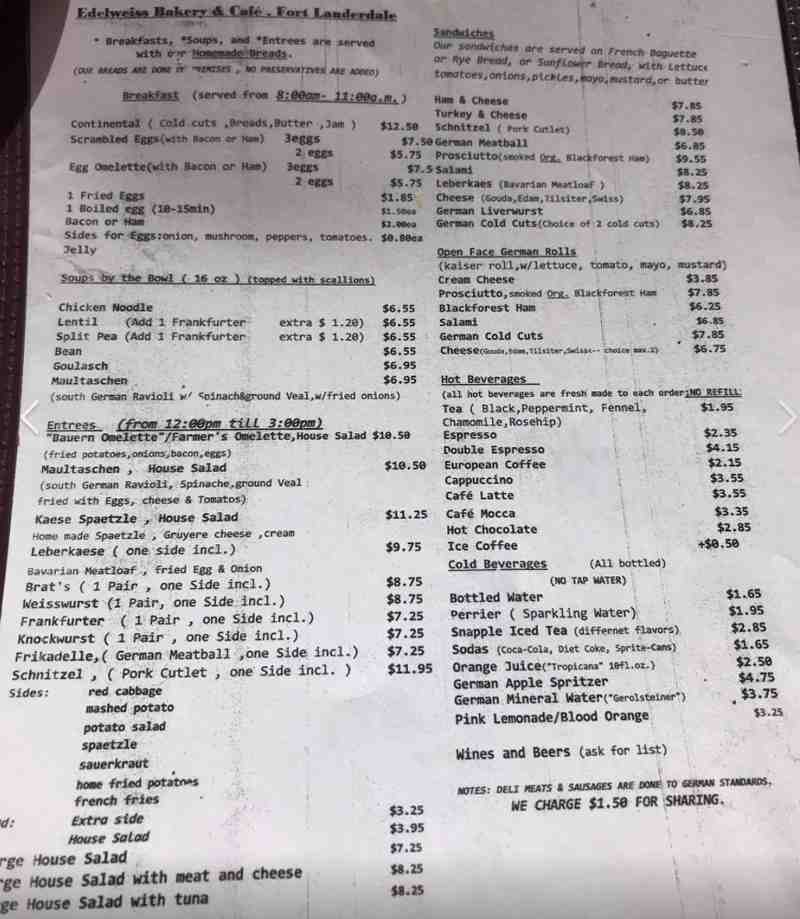 Edelweiss Bakery & Café . Fort Lauderdale
* Breakfasts, *Soups, and *Entrees are served
with our Homemade Breads.
(OUR BREADS ARE DONE PREMISES , NO PRESERVATIVES ARE ADDED)
Breakfast (served from 8:00am- 11:00a.m.)
Continental ( Cold cuts ,Breads,Butter ,Jam ) $12.50
Scrambled Eggs(with Bacon or Ham) 3eggs $7.50
2 eggs $5.75
Egg Omelette(with Bacon or Ham) 3eggs $7.5
2 eggs $5.75
1 Fried Eggs $1.85
1 Boiled egg (10-15min) $1.50ea
Bacon or Ham $2.00ea
Sides for Eggs:onion, mushroom, peppers, tomatoes. $0.80ea
Jelly
Soups by the Bowl ( 16 oz ) (topped with scallions)
Chicken Noodle $6.55
Lentil (Add 1 Frankfurter extra $ 1.20) $6.55
Split Pea (Add 1 Frankfurter extra $ 1.20) $6.55
Bean $6.55
Goulasch $6.95
Maultaschen $6.95
(south German Ravioli w/ Spinach&ground Veal,w/fried onions)
Entrees (from 12:00pm till 3:00pm)
"Bauern Omelette"/Farmer's Omelette,House Salad $10.50
(fried potatoes,onions,bacon,eggs)
Maultaschen , House Salad $10.50
(south German Ravioli, Spinache,ground Veal
fried with Eggs, cheese & Tomatos)
Kaese Spaetzle , House Salad $11.25
Home made Spaetzle , Gruyere cheese ,cream
Leberkaese ( one side incl.) $9.75
Bavarian Meatloaf , fried Egg & Onion
Brat's ( 1 Pair , one Side incl.) $8.75
Weisswurst (1 Pair, one Side incl.) $8.75
Frankfurter ( 1 Pair , one Side incl.) $7.25
Knockwurst ( 1 Pair , one Side incl.) $7.25
Frikadelle,( German Meatball ,one Side incl.) $7.25
Schnitzel , ( Pork Cutlet , one Side incl. ) $11.95
Sides: red cabbage
mashed potato
potato salad
spaetzle
sauerkraut
home fried potatoes
french fries
d: Extra side $3.25
House Salad $3.95
rge House Salad $7.25
rge House Salad with meat and cheese $8.25
ge House Salad with tuna $8.25
Sandwiches
Our sandwiches are served on French Baguette
or Rye Bread, or Sunflower Bread, with Lettuce
tomatoes,onions,pickles,mayo,mustard,or butter
Ham & Cheese $7.85
Turkey & Cheese $7.85
Schnitzel ( Pork Cutlet) $8.50
German Meatball $6.85
Prosciutto(smoked Org. Blackforest Ham) $9.55
Salami $8.25
Leberkaes (Bavarian Meatloaf ) $8.25
Cheese (Gouda,Edam,Tilsiter,Swiss) $7.95
German Liverwurst $6.85
German Cold Cuts(Choice of 2 cold cuts) $8.25
Open Face German Rolls
(kaiser roll,w/lettuce, tomato, mayo, mustard)
Cream Cheese $3.85
Prosciutto,smoked Org. Blackforest Ham $7.85
Blackforest Ham $6.25
Salami $6.85
German Cold Cuts $7.85
Cheese(Gouda,Edam,Tilsiter,Swiss<-- choice max.2) $6.75
Hot Beverages
(all hot beverages are fresh made to each order;NO REFILL:
Tea ( Black,Peppermint, Fennel, $1.95
Chamomile,Rosehip)
Espresso $2.35
Double Espresso $4.15
European Coffee $2.15
Cappuccino $3.55
Café Latte $3.55
Café Mocca $3.35
Hot Chocolate $2.85
Ice Coffee +$0.50
Cold Beverages (All bottled)
(NO TAP WATER)
Bottled Water $1.65
Perrier ( Sparkling Water) $1.95
Snapple Iced Tea (differnet flavors) $2.85
Sodas (Coca-Cola, Diet Coke, Sprite-Cans) $1.65
Orange Juice("Tropicana" 10fl.oz.) $2.50
German Apple Spritzer $4.75
German Mineral Water("Gerolsteiner") $3.75
Pink Lemonade/Blood Orange $3.25
Wines and Beers (ask for list)
NOTES: DELI MEATS & SAUSAGES ARE DONE TO GERMAN STANDARDS.
WE CHARGE $1.50 FOR SHARING.